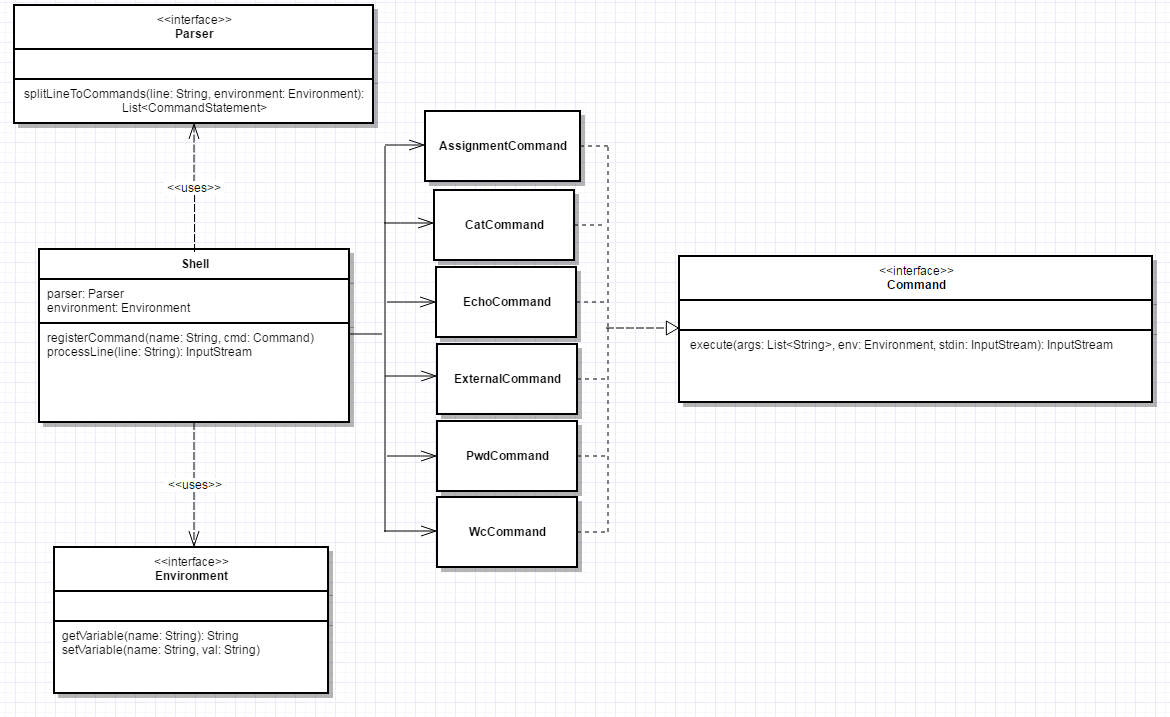 <<interface>>
Parser
splitLineToCommands(line: String, environment: Environment):
List<CommandStatement>
<<uses>>
Shell
parser: Parser
environment: Environment
registerCommand(name: String, cmd: Command)
processLine(line: String): InputStream
<<uses>>
<<interface>>
Environment
getVariable(name: String): String
setVariable(name: String, val: String)
AssignmentCommand
CatCommand
EchoCommand
ExternalCommand
PwdCommand
WcCommand
<<interface>>
Command
execute(args: List<String>, env: Environment, stdin: InputStream): InputStream